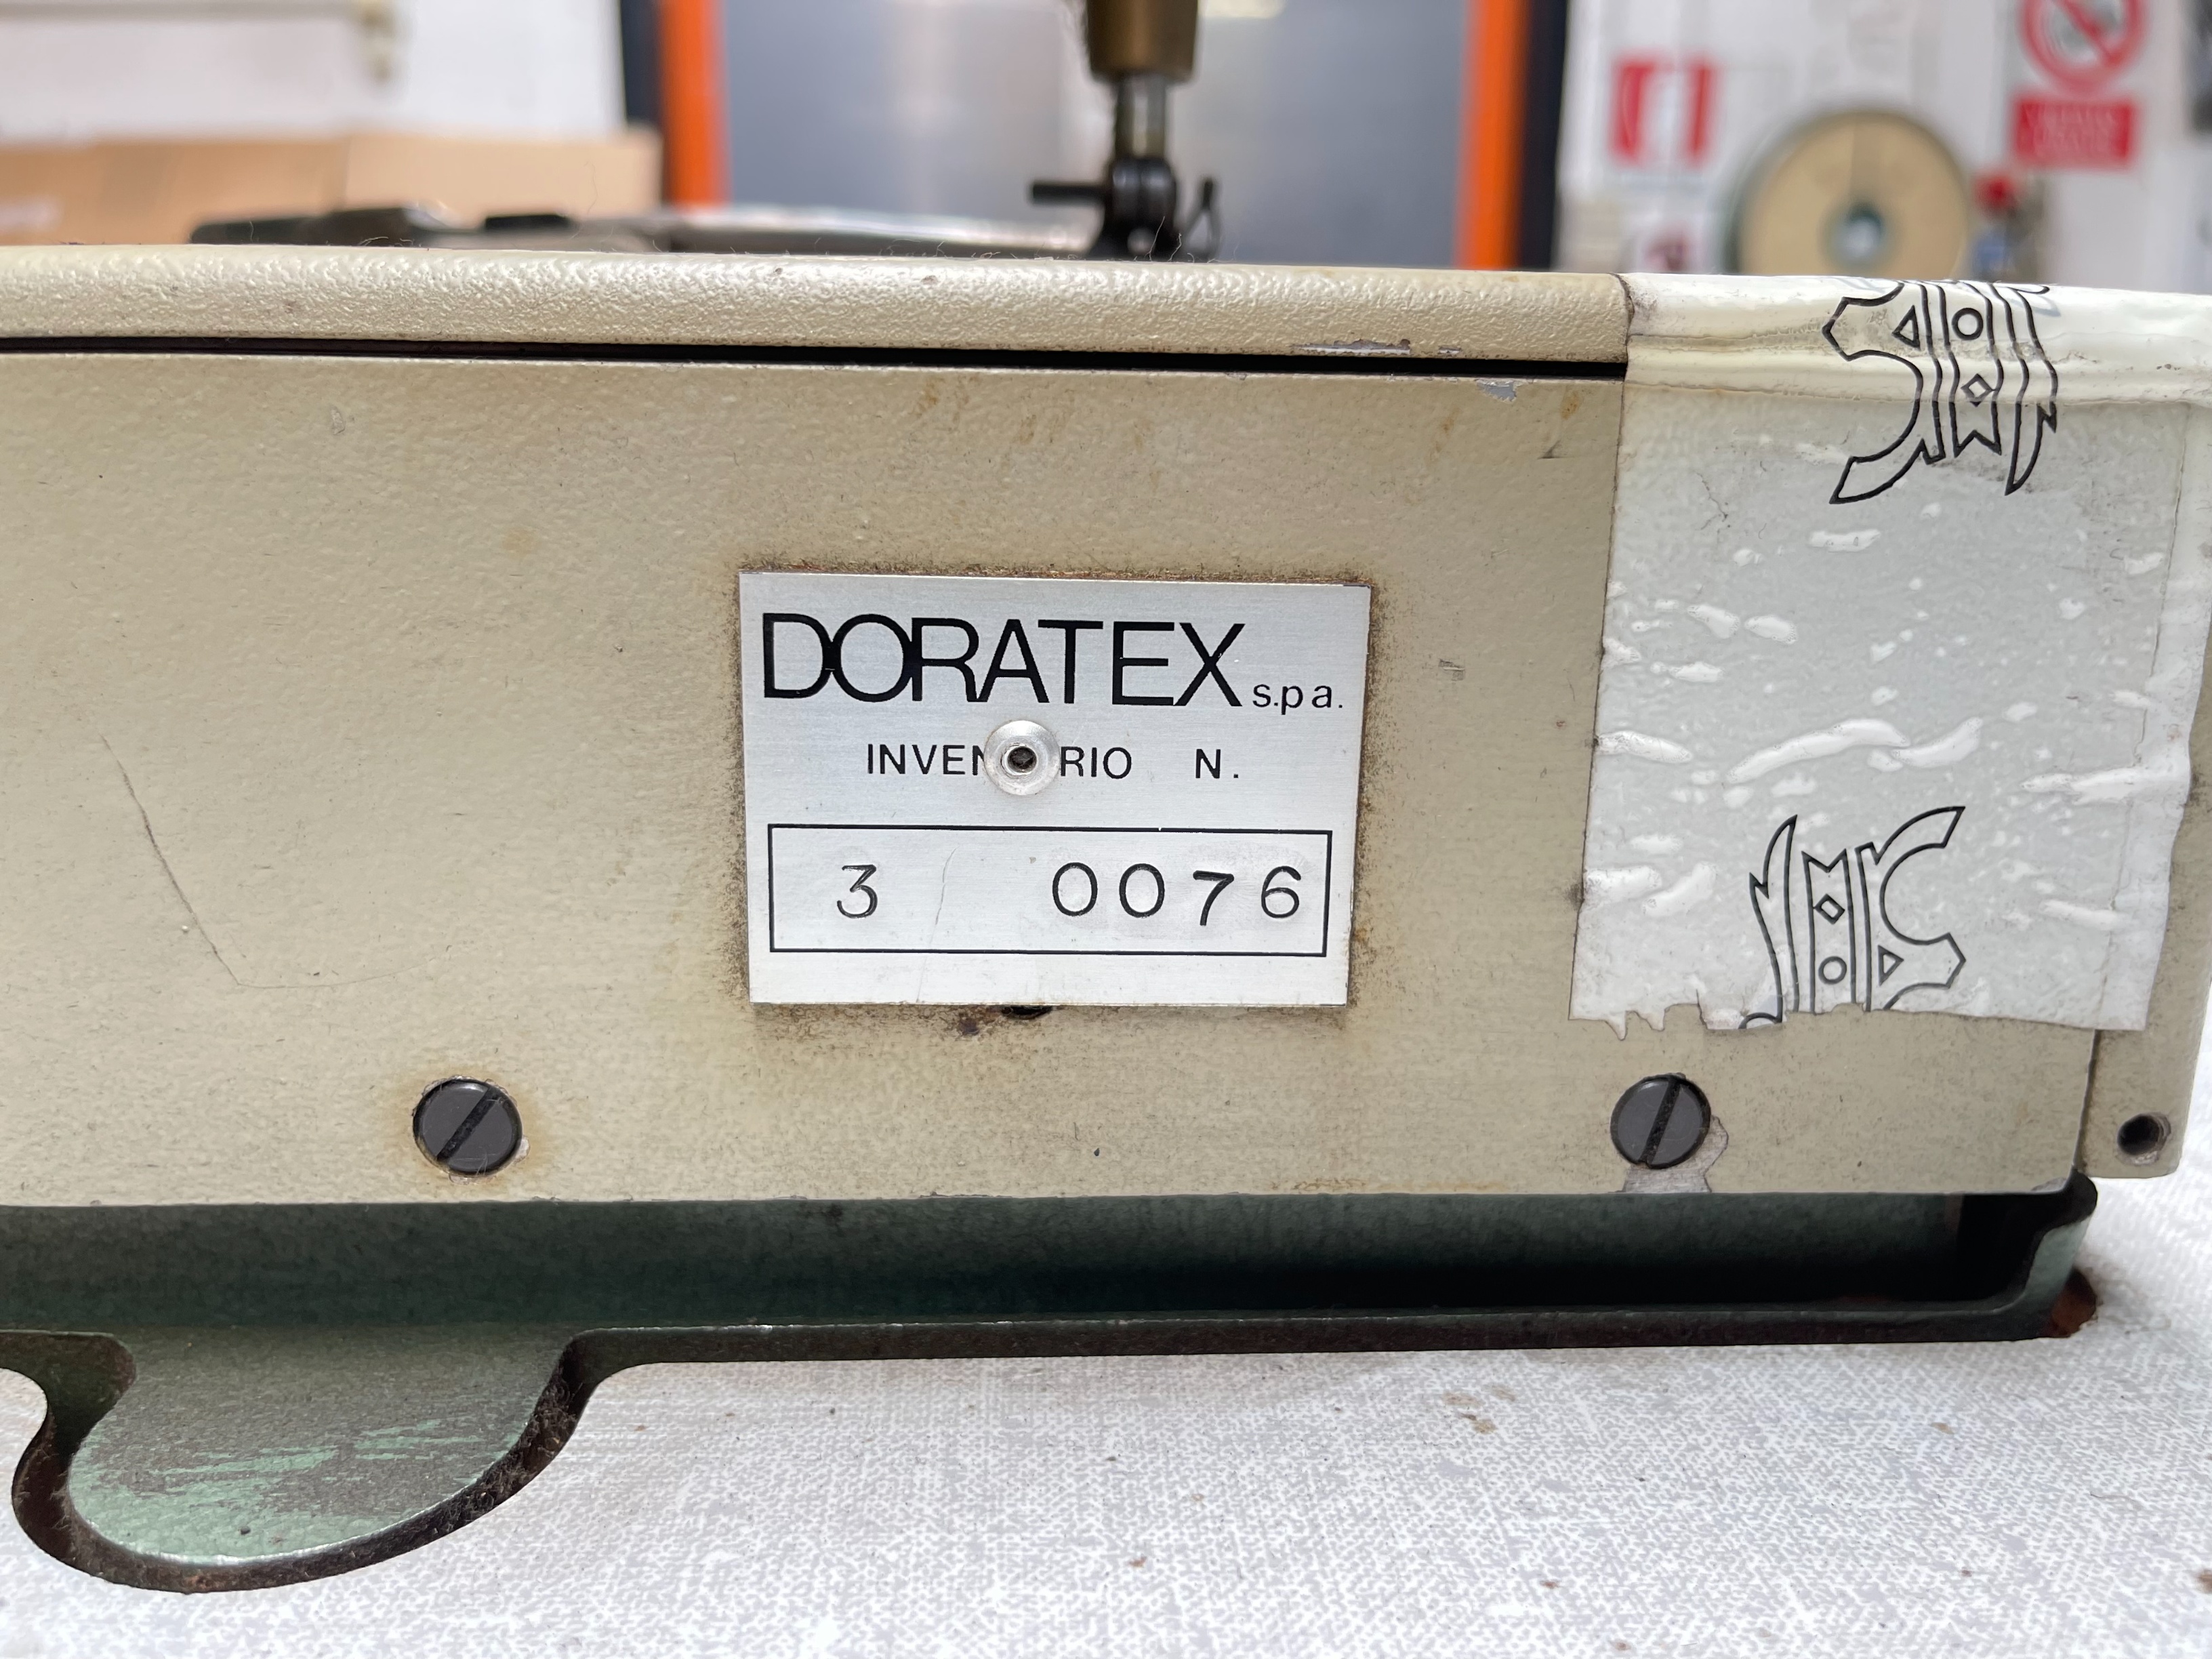 DORATEX s.p a.
INVEN RIO N.
3 0076